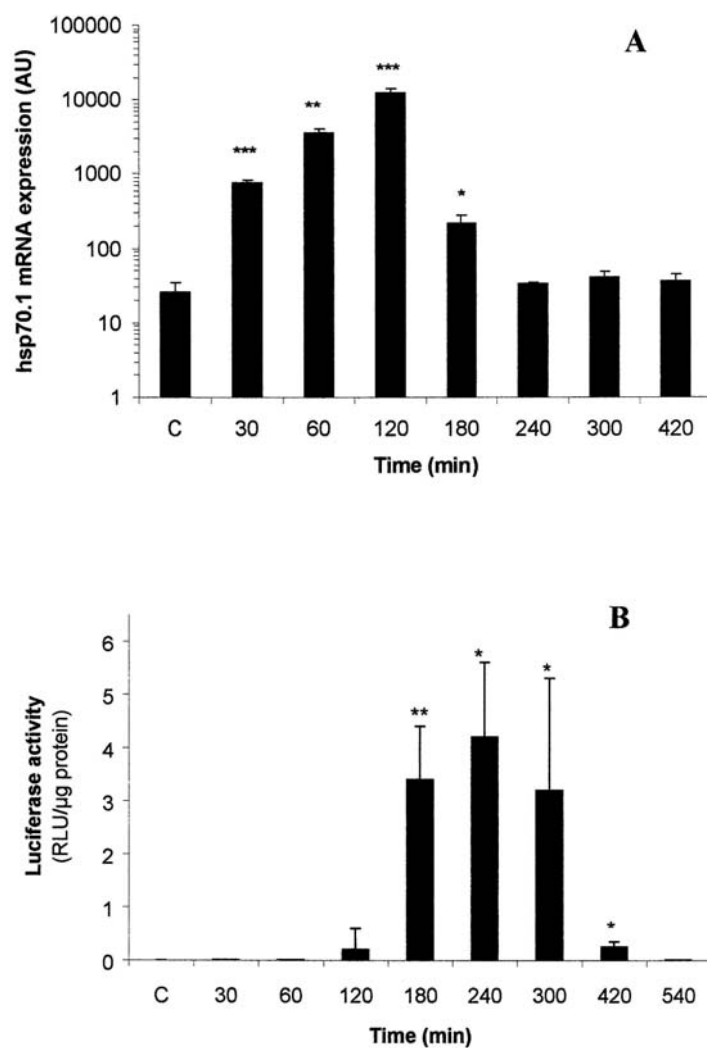 A
hsp70.1 mRNA expression (AU)
100000
10000
1000
100
10
1
***
**
***
*
C 30 60 120 180 240 300 420
Time (min)
B
Luciferase activity
(RLU/µg protein)
6
5
4
3
2
1
0
**
*
*
*
C 30 60 120 180 240 300 420 540
Time (min)